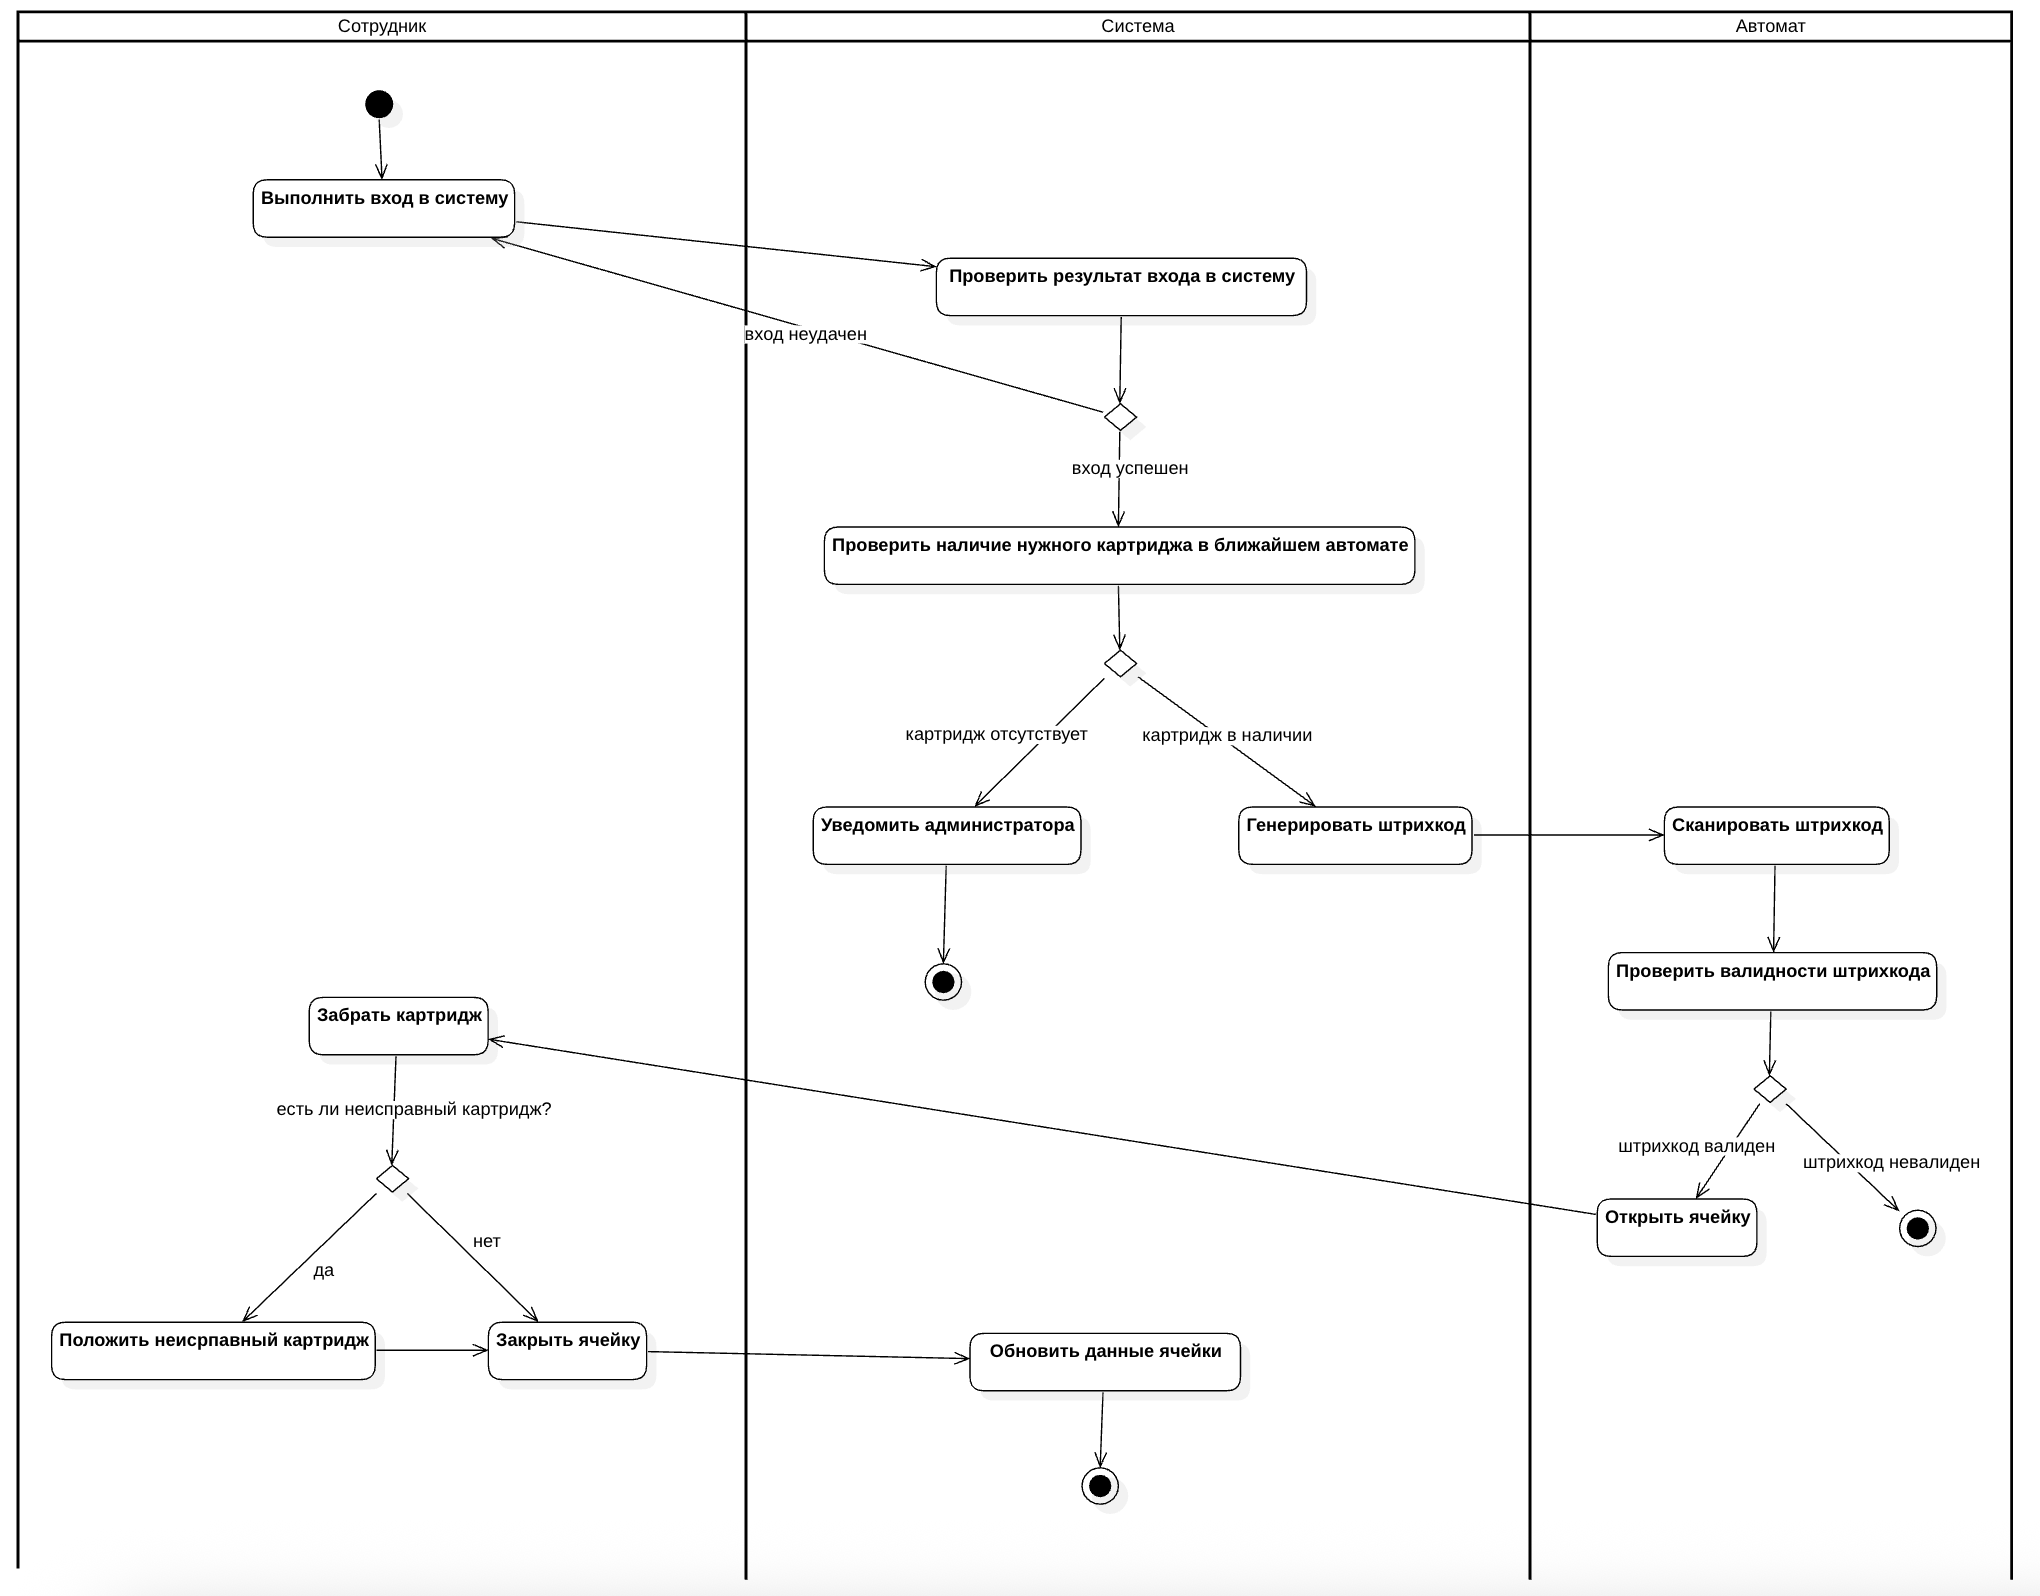 Сотрудник
Система
Автомат
Выполнить вход в систему
Проверить результат входа в систему
вход неудачен
вход успешен
Проверить наличие нужного картриджа в ближайшем автомате
картридж отсутствует
картридж в наличии
Уведомить администратора
Генерировать штрихкод
Сканировать штрихкод
Проверить валидности штрихкода
Забрать картридж
есть ли неисправный картридж?
штрихкод валиден
штрихкод невалиден
Открыть ячейку
нет
да
Положить неисрпавный картридж
Закрыть ячейку
Обновить данные ячейки